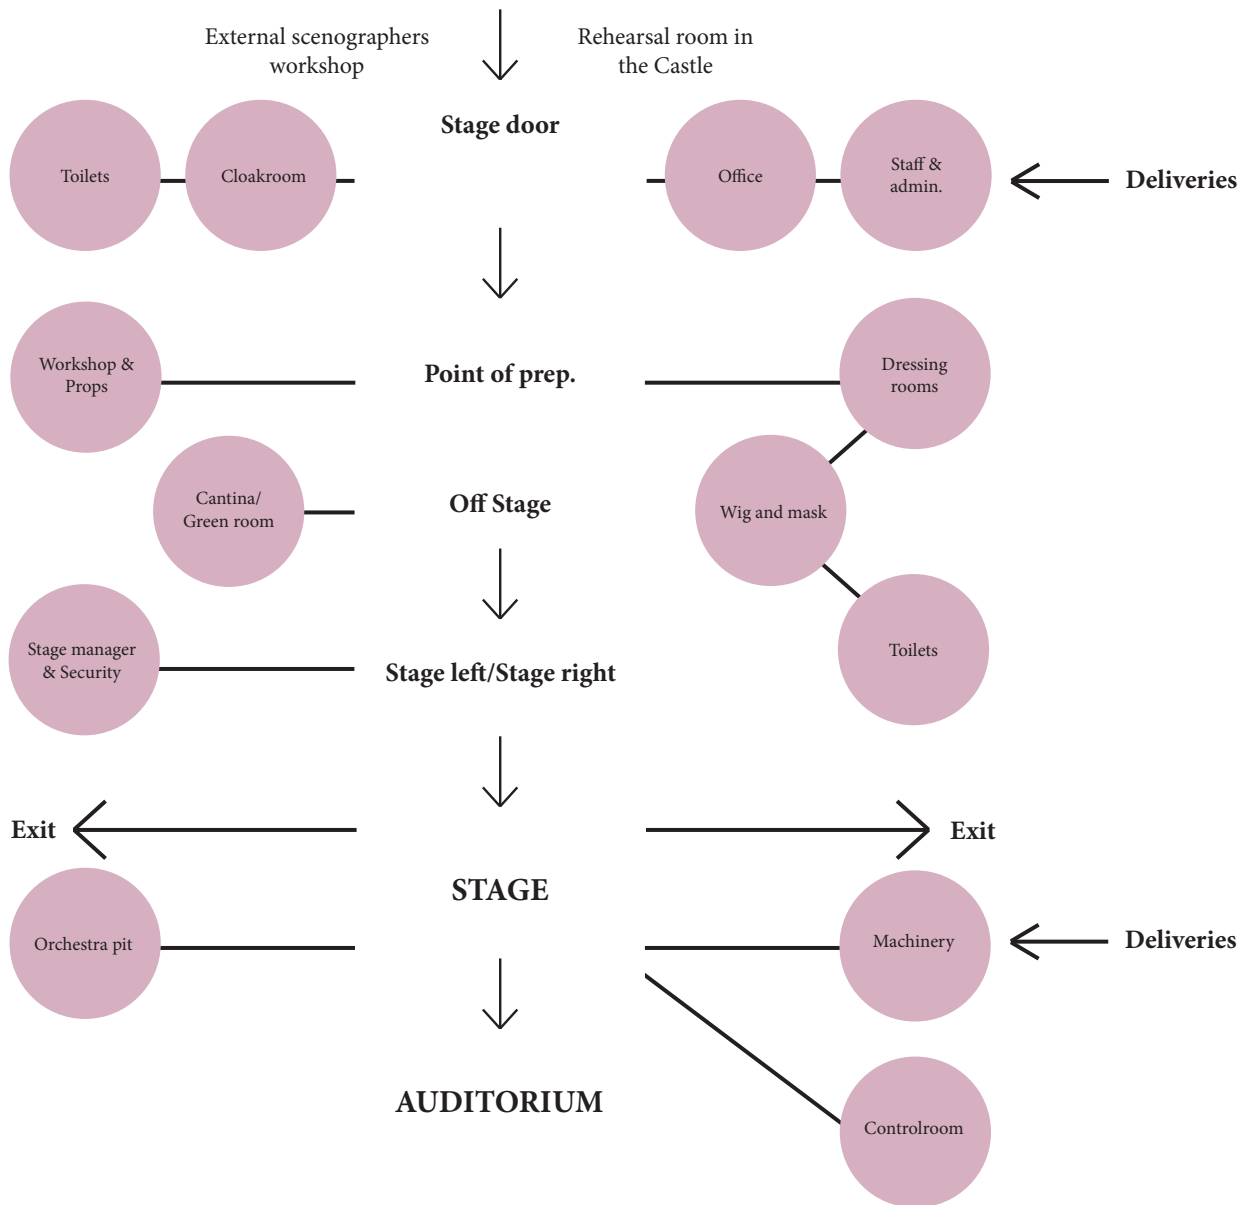 External scenographers
workshop
Rehearsal room in
the Castle
Stage door
Toilets
Cloakroom
Office
Staff &
admin.
Deliveries
Workshop &
Props
Point of prep.
Dressing
rooms
Cantina/
Green room
Off Stage
Wig and mask
Stage manager
& Security
Stage left/Stage right
Toilets
Exit
Exit
STAGE
Orchestra pit
Machinery
Deliveries
AUDITORIUM
Controlroom